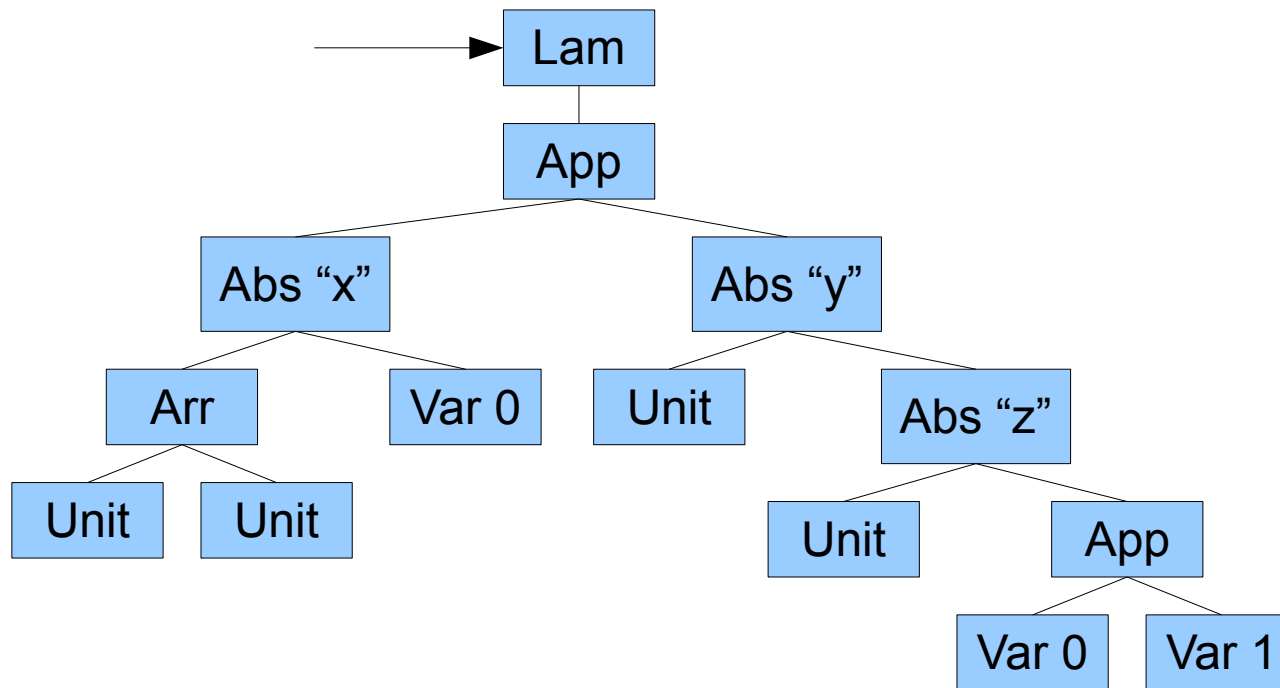 Lam
App
Abs “x”
Abs “y”
Arr
Var 0
Unit
Abs “z”
Unit
Unit
Unit
App
Var 0
Var 1